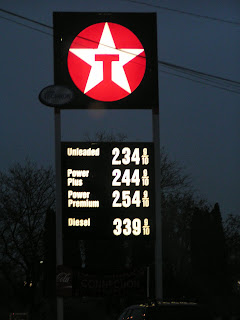 T
Unleaded 234 9/10
Power
Plus 244 9/10
Power
Premium 254 9/10
Diesel 339 9/10